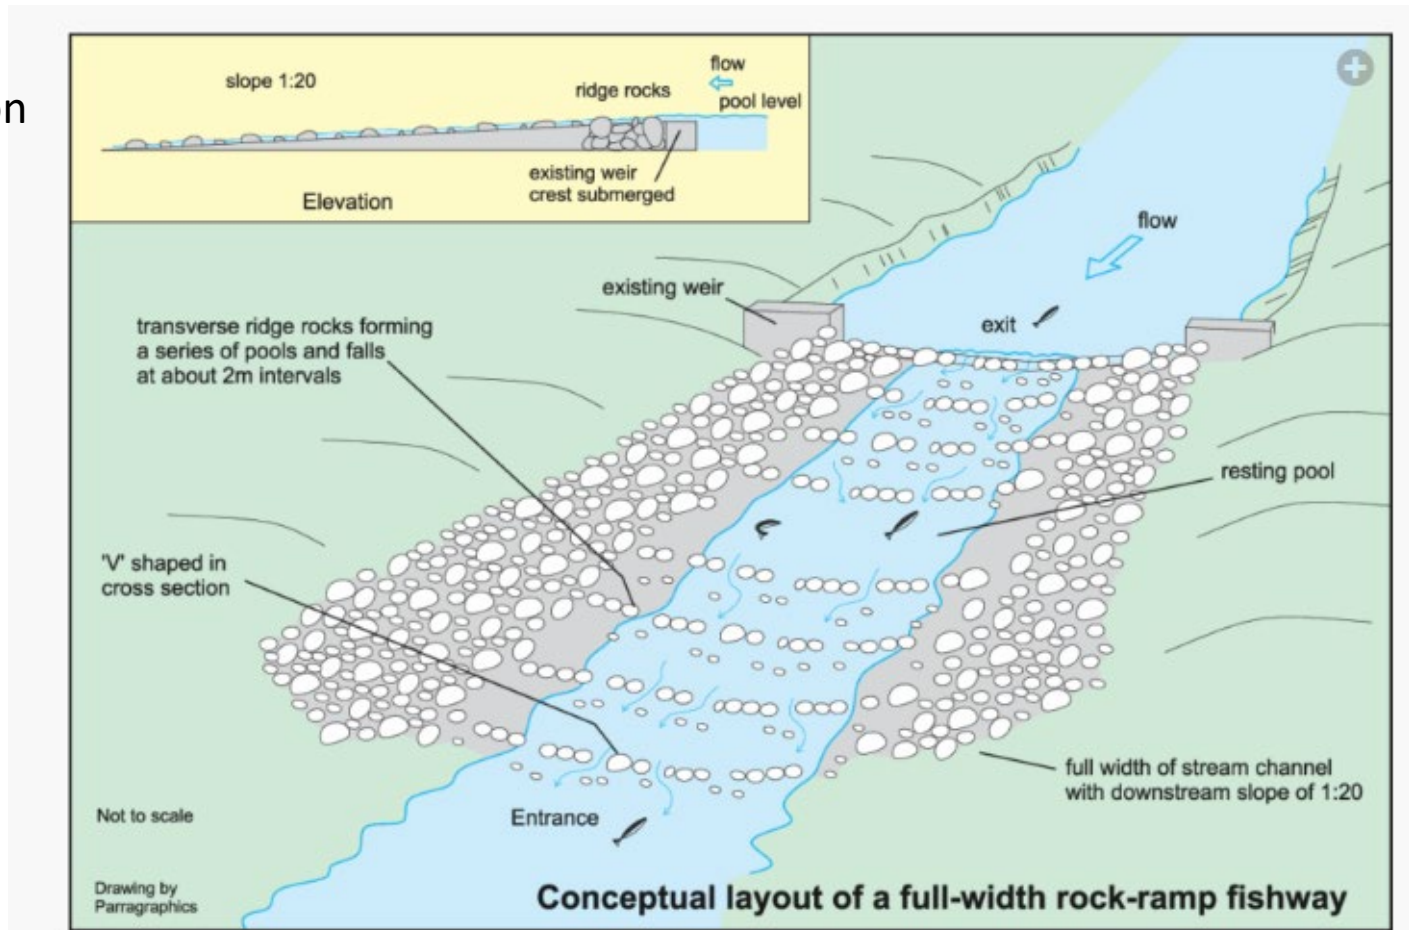 on
slope 1:20
flow
ridge rocks
pool level
existing weir
crest submerged
Elevation
flow
existing weir
exit
transverse ridge rocks forming
a series of pools and falls
at about 2m intervals
resting pool
'V' shaped in
cross section
full width of stream channel
with downstream slope of 1:20
Not to scale
Entrance
Drawing by
Parragraphics
Conceptual layout of a full-width rock-ramp fishway